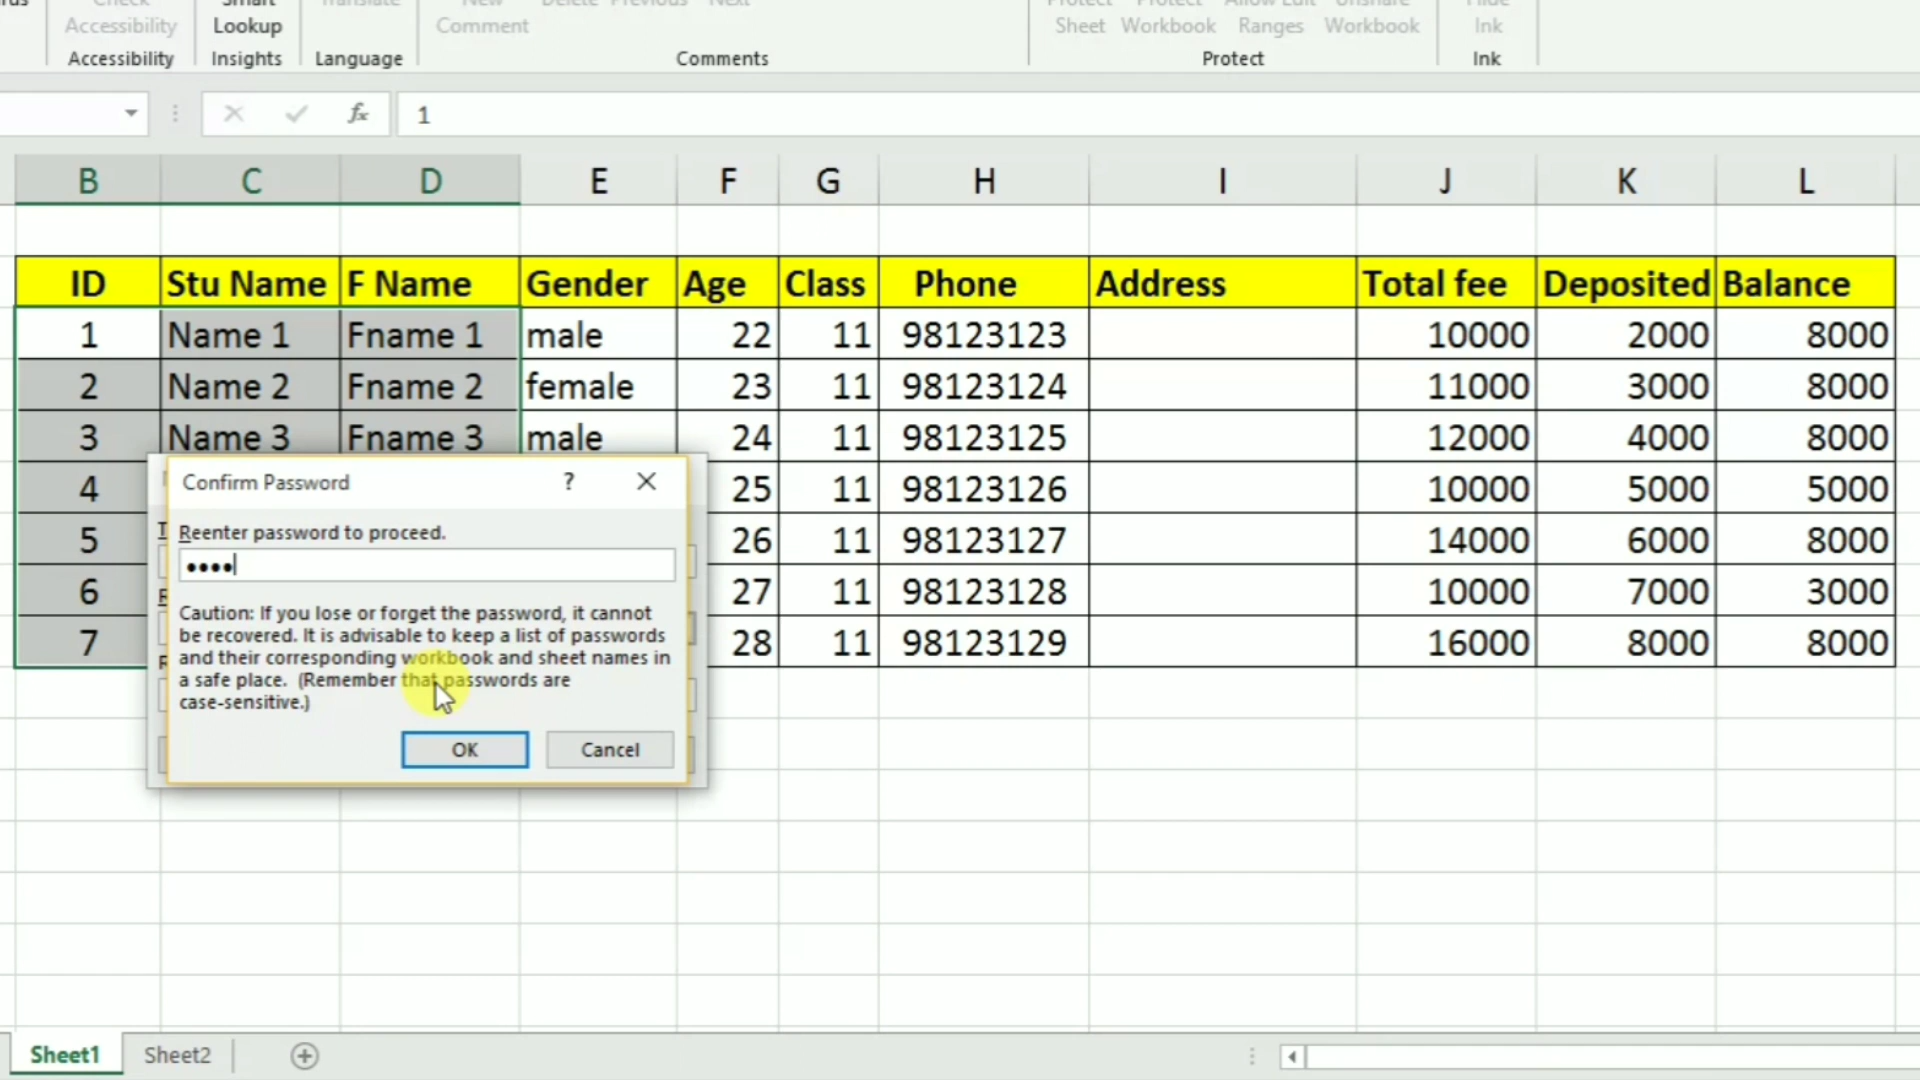 Check Smart Translate New Delete Previous Next Protect Protect Allow Edit Unshare Hide
Accessibility Lookup Comment Sheet Workbook Ranges Workbook Ink
Accessibility Insights Language Comments Protect Ink
fx 1
B C D E F G H I J K L
ID Stu Name F Name Gender Age Class Phone Address Total fee Deposited Balance
1 Name 1 Fname 1 male 22 11 98123123 10000 2000 8000
2 Name 2 Fname 2 female 23 11 98123124 11000 3000 8000
3 Name 3 Fname 3 male 24 11 98123125 12000 4000 8000
4 25 11 98123126 10000 5000 5000
5 26 11 98123127 14000 6000 8000
6 27 11 98123128 10000 7000 3000
7 28 11 98123129 16000 8000 8000
Confirm Password ?
Reenter password to proceed.
••••
Caution: If you lose or forget the password, it cannot
be recovered. It is advisable to keep a list of passwords
and their corresponding workbook and sheet names in
a safe place. (Remember that passwords are
case-sensitive.)
OK Cancel
Sheet1 Sheet2